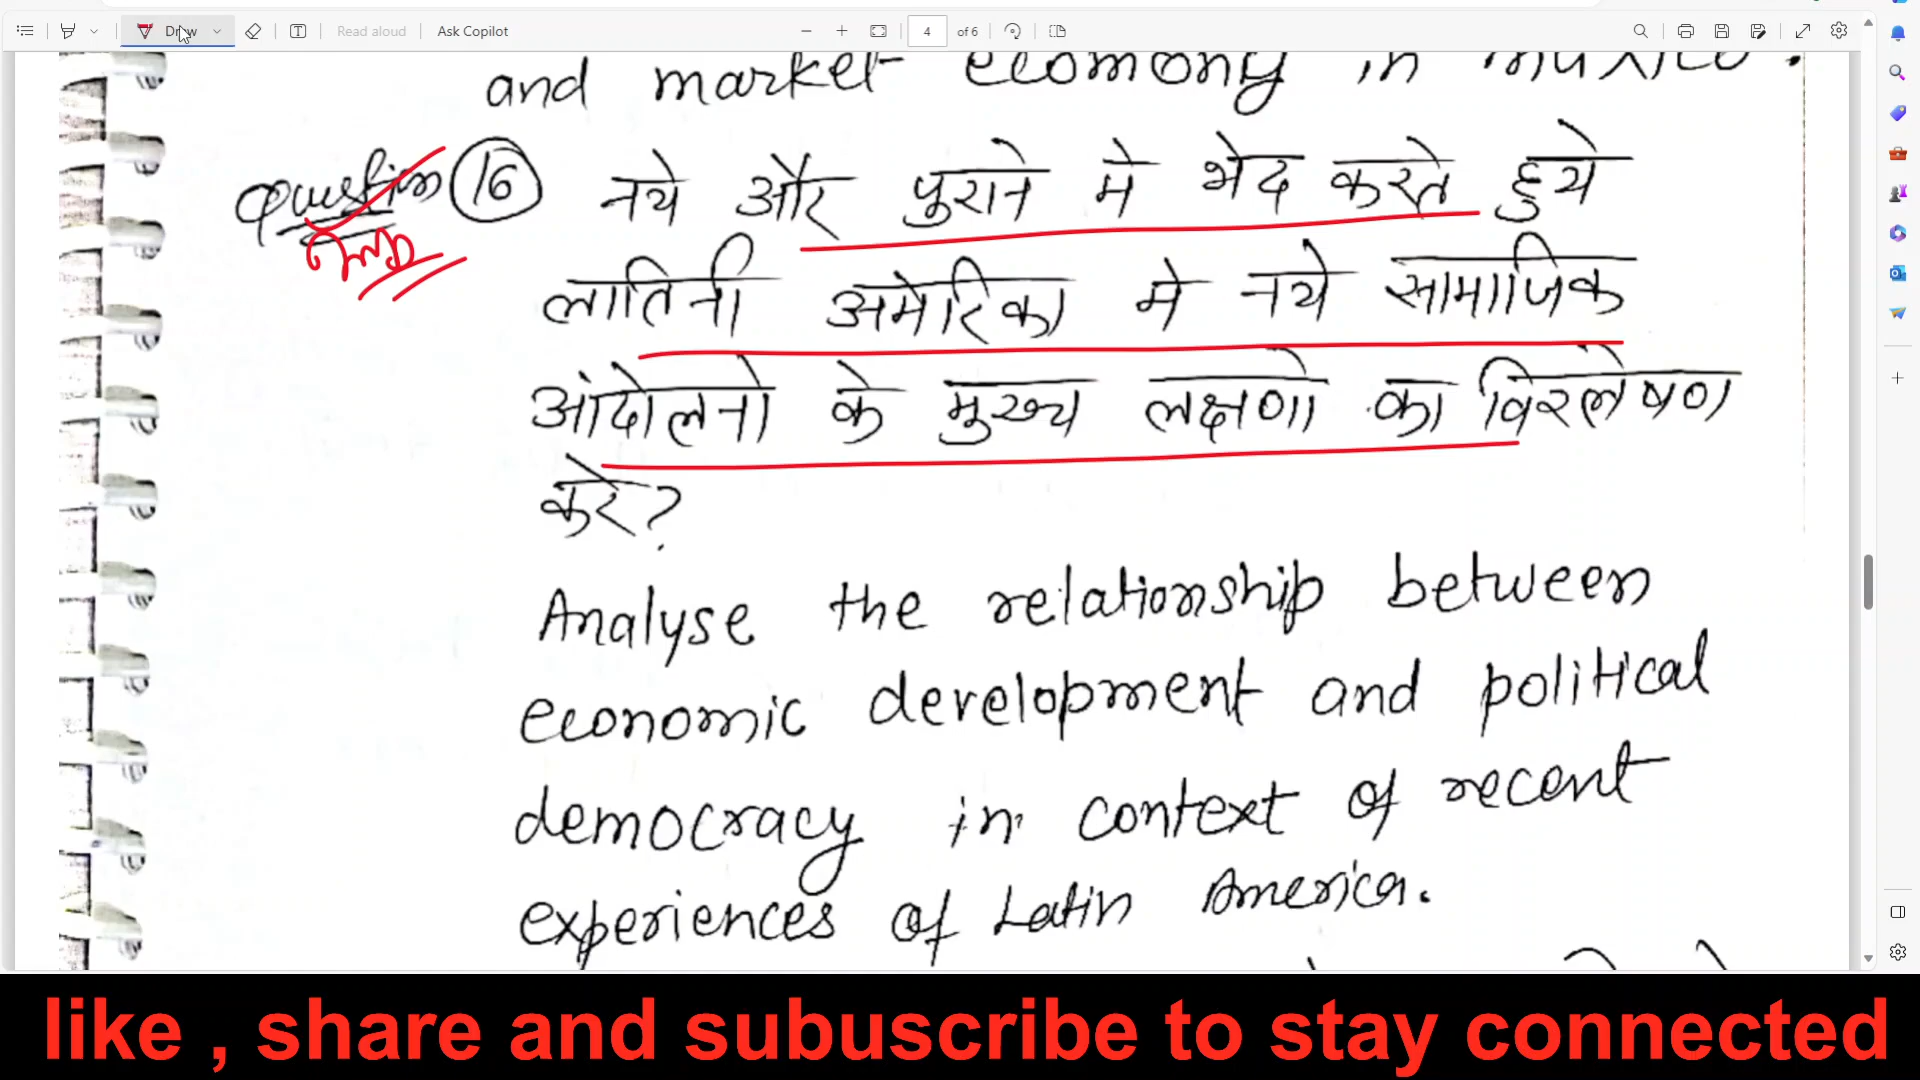 Draw
Read aloud
Ask Copilot
4
of 6
and market economy in
Question 16 नये और पुराने मे भेद करते हुये
Imp
लातिनी अमेरिका मे नये सामाजिक
आंदोलनो के मुख्य लक्षणो का विश्लेषण
करे?
Analyse the relationship between
economic development and political
democracy in context of recent
experiences of Latin America.
like , share and subuscribe to stay connected